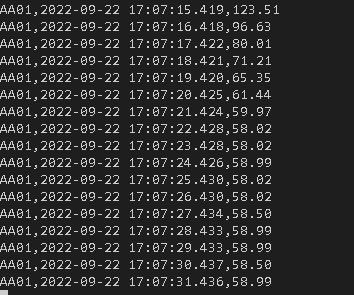 AA01,2022-09-22 17:07:15.419,123.51
AA01,2022-09-22 17:07:16.418,96.63
AA01,2022-09-22 17:07:17.422,80.01
AA01,2022-09-22 17:07:18.421,71.21
AA01,2022-09-22 17:07:19.420,65.35
AA01,2022-09-22 17:07:20.425,61.44
AA01,2022-09-22 17:07:21.424,59.97
AA01,2022-09-22 17:07:22.428,58.02
AA01,2022-09-22 17:07:23.428,58.02
AA01,2022-09-22 17:07:24.426,58.99
AA01,2022-09-22 17:07:25.430,58.02
AA01,2022-09-22 17:07:26.430,58.02
AA01,2022-09-22 17:07:27.434,58.50
AA01,2022-09-22 17:07:28.433,58.99
AA01,2022-09-22 17:07:29.433,58.99
AA01,2022-09-22 17:07:30.437,58.50
AA01,2022-09-22 17:07:31.436,58.99